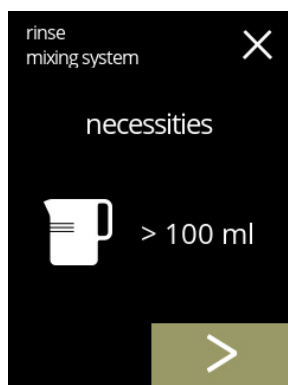 rinse
mixing system
necessities
> 100 ml
>